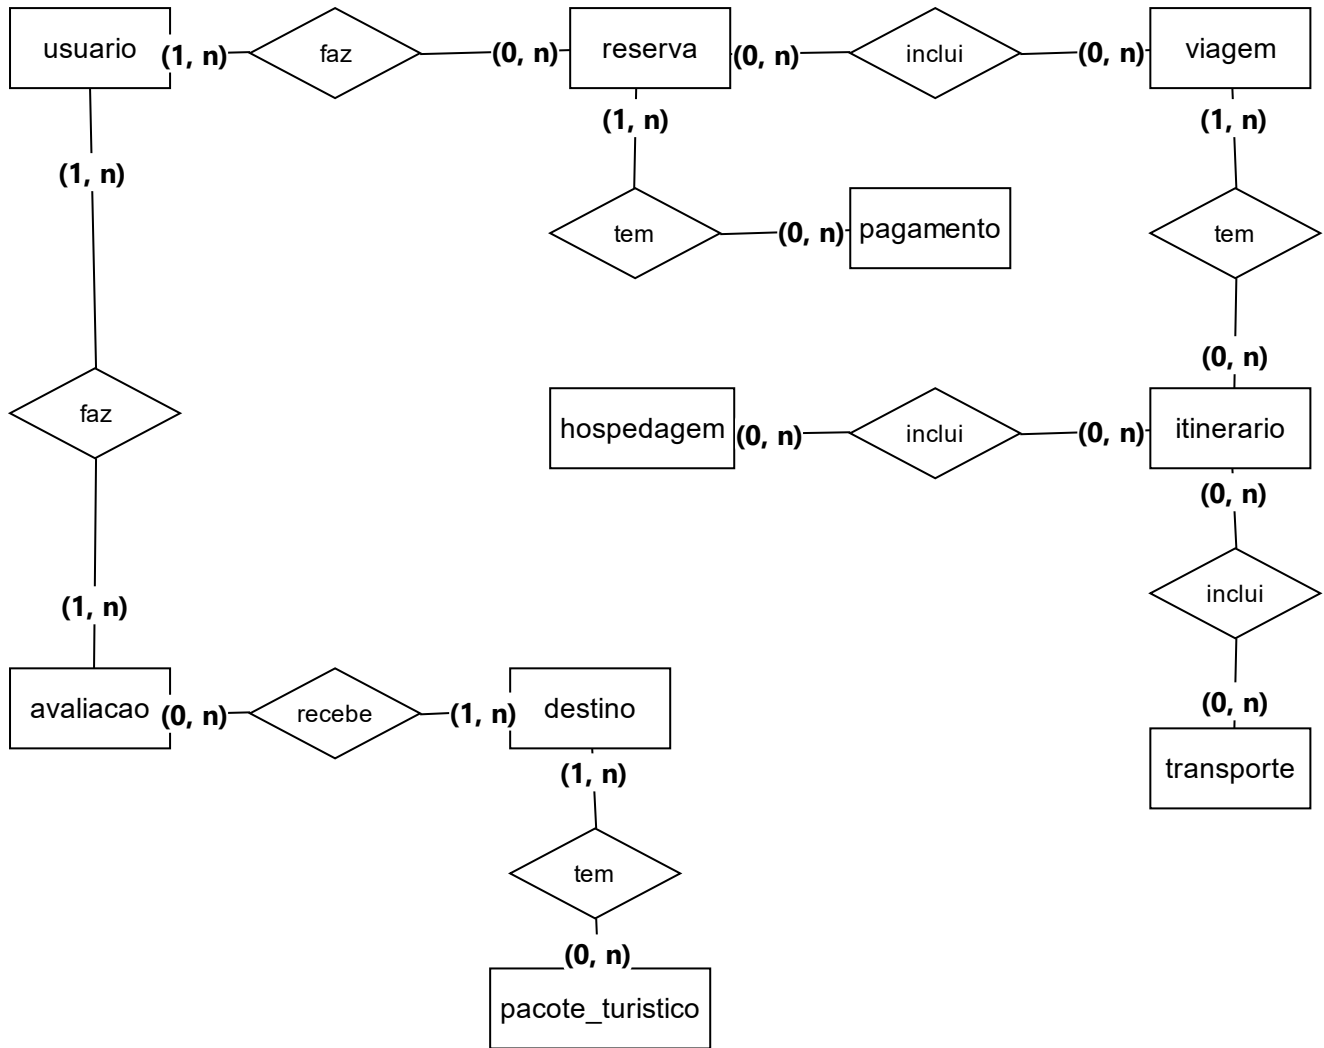 usuario (1, n) faz (0, n) reserva (0, n) inclui (0, n) viagem
(1, n) (1, n)
(1, n)
tem (0, n) pagamento tem
(0, n)
faz hospedagem (0, n) inclui (0, n) itinerario
(0, n)
inclui
(1, n)
avaliacao (0, n) recebe (1, n) destino (0, n)
transporte
(1, n)
tem
(0, n)
pacote_turistico